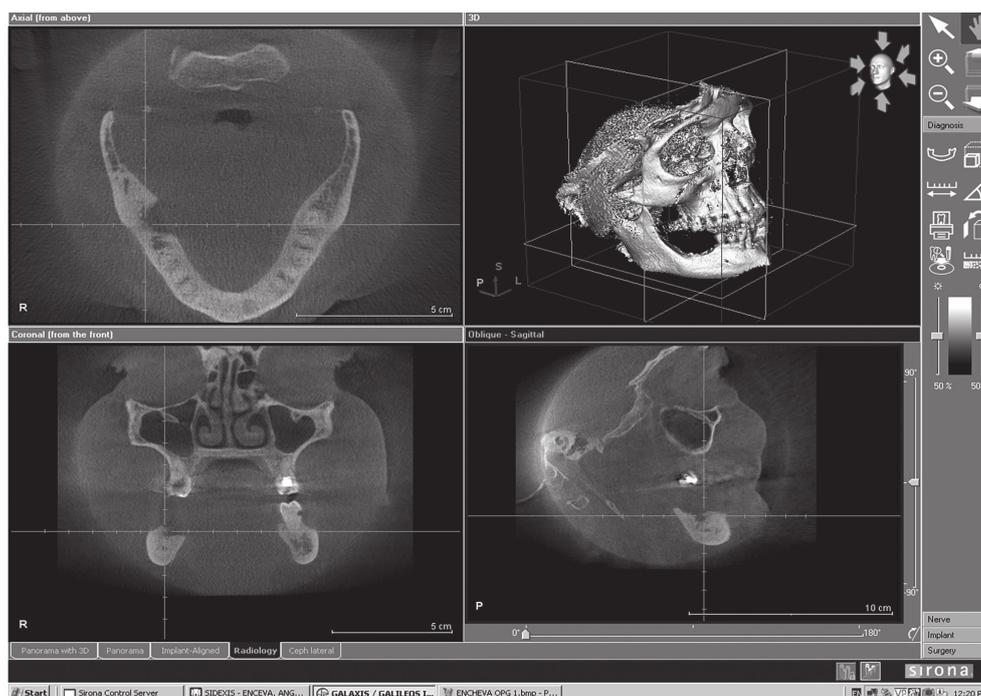 Axial (from above)
3D
R
5 cm
S
P
L
Diagnosis
50 %
50
Coronal (from the front)
Oblique - Sagittal
90°
R
5 cm
P
10 cm
-90°
0°
180°
Nerve
Implant
Surgery
Panorama with 3D
Panorama
Implant-Aligned
Radiology
Ceph lateral
sirona
Start
Sirona Control Server
SIDEXIS - ENCEVA, ANG...
GALAXIS / GALILEOS I...
ENCHEVA OPG 1.bmp - P...
EN
12:20 P